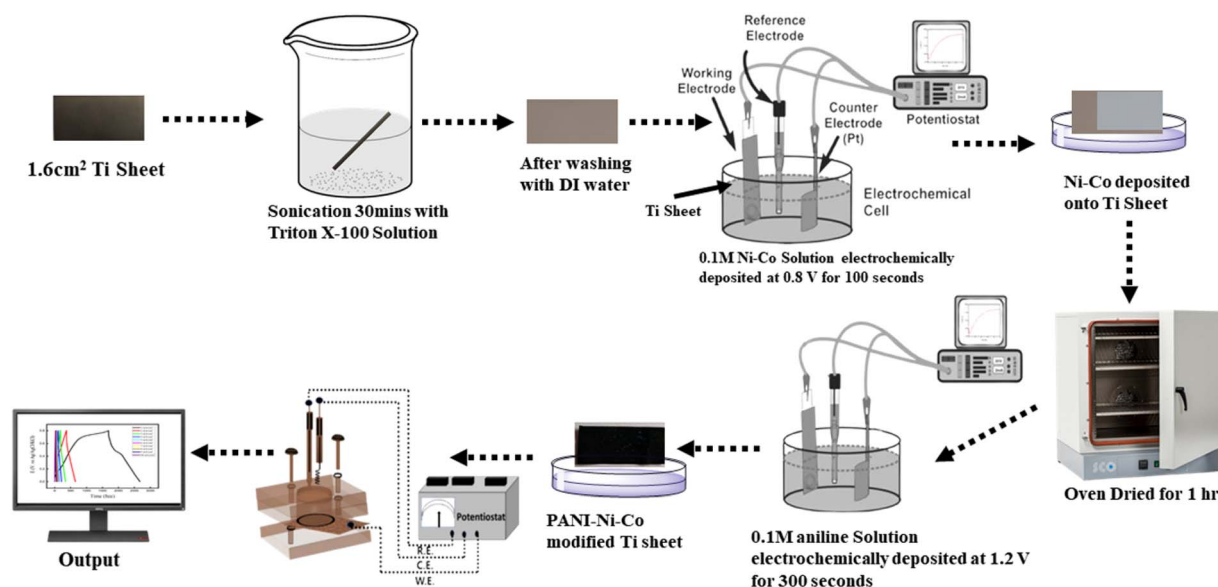 1.6cm² Ti Sheet
Sonication 30mins with
Triton X-100 Solution
After washing
with DI water
Reference
Electrode
Working
Electrode
Counter
Electrode
(Pt)
Potentiostat
Ti Sheet
Electrochemical
Cell
0.1M Ni-Co Solution electrochemically
deposited at 0.8 V for 100 seconds
Ni-Co deposited
onto Ti Sheet
SCO
Oven Dried for 1 hr
0.1M aniline Solution
electrochemically deposited at 1.2 V
for 300 seconds
PANI-Ni-Co
modified Ti sheet
Potentiostat
R.E.
C.E.
W.E.
Time (Sec)
Output